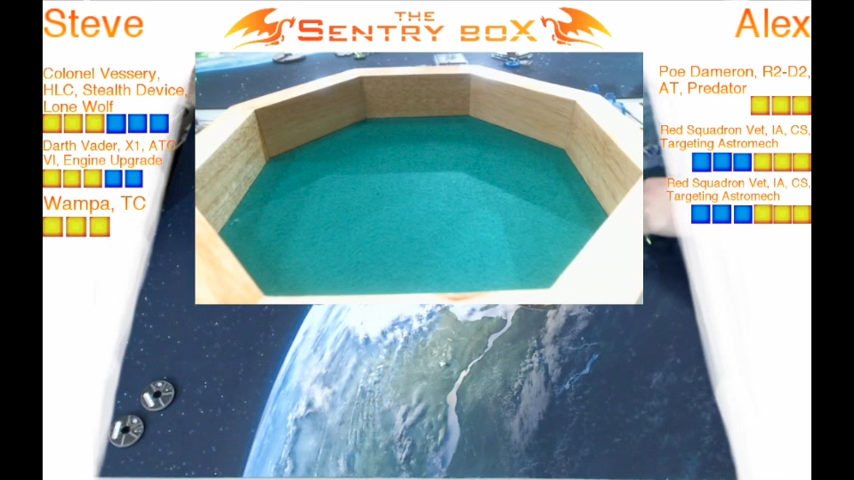 Steve
THE
SENTRY BOX
Alex
Colonel Vessery,
HLC, Stealth Device,
Lone Wolf
Darth Vader, X1, ATC
VI, Engine Upgrade
Wampa, TC
Poe Dameron, R2-D2,
AT, Predator
Red Squadron Vet, IA, CS,
Targeting Astromech
Red Squadron Vet, IA, CS,
Targeting Astromech